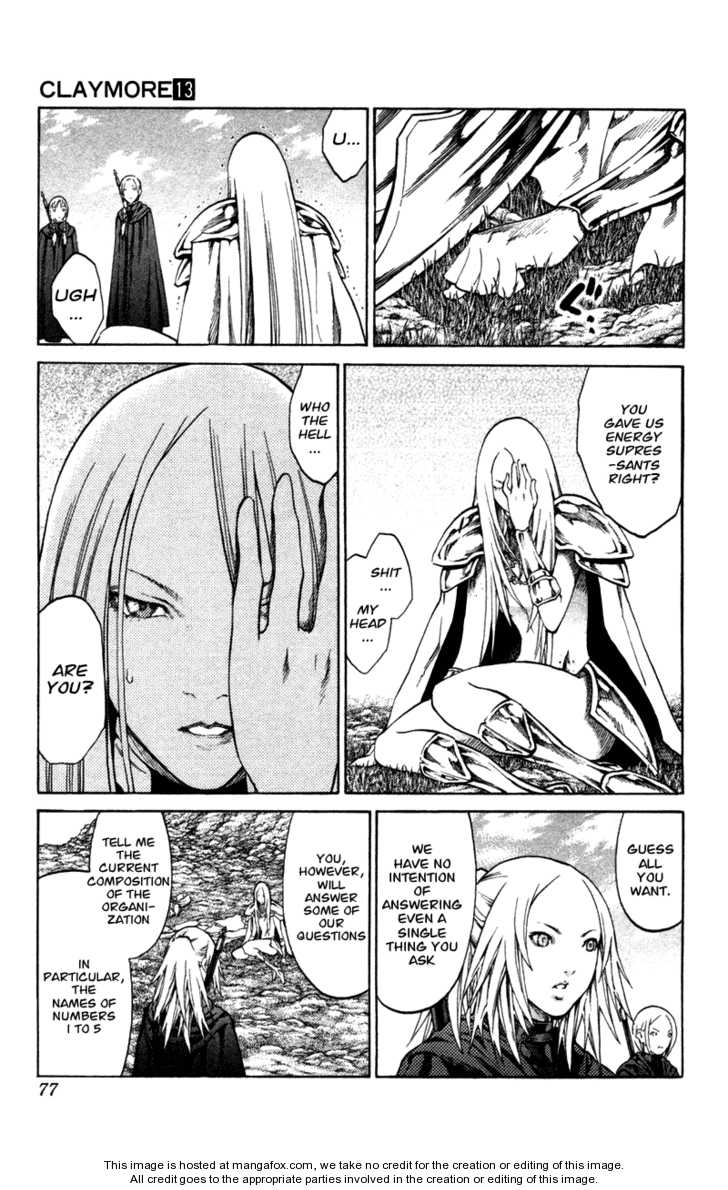 CLAYMORE 13
ぐ゛
U...
UGH
...
YOU
GAVE US
ENERGY
SUPRES
-SANTS
RIGHT?
SHIT
...
MY
HEAD
...
WHO
THE
HELL
...
ARE
YOU?
GUESS
ALL
YOU
WANT.
WE
HAVE NO
INTENTION
OF
ANSWERING
EVEN A
SINGLE
THING YOU
ASK
YOU,
HOWEVER,
WILL
ANSWER
SOME OF
OUR
QUESTIONS
TELL ME
THE
CURRENT
COMPOSITION
OF THE
ORGANI-
ZATION
IN
PARTICULAR,
THE
NAMES OF
NUMBERS
1 TO 5
77
This image is hosted at mangafox.com, we take no credit for the creation or editing of this image.
All credit goes to the appropriate parties involved in the creation or editing of this image.